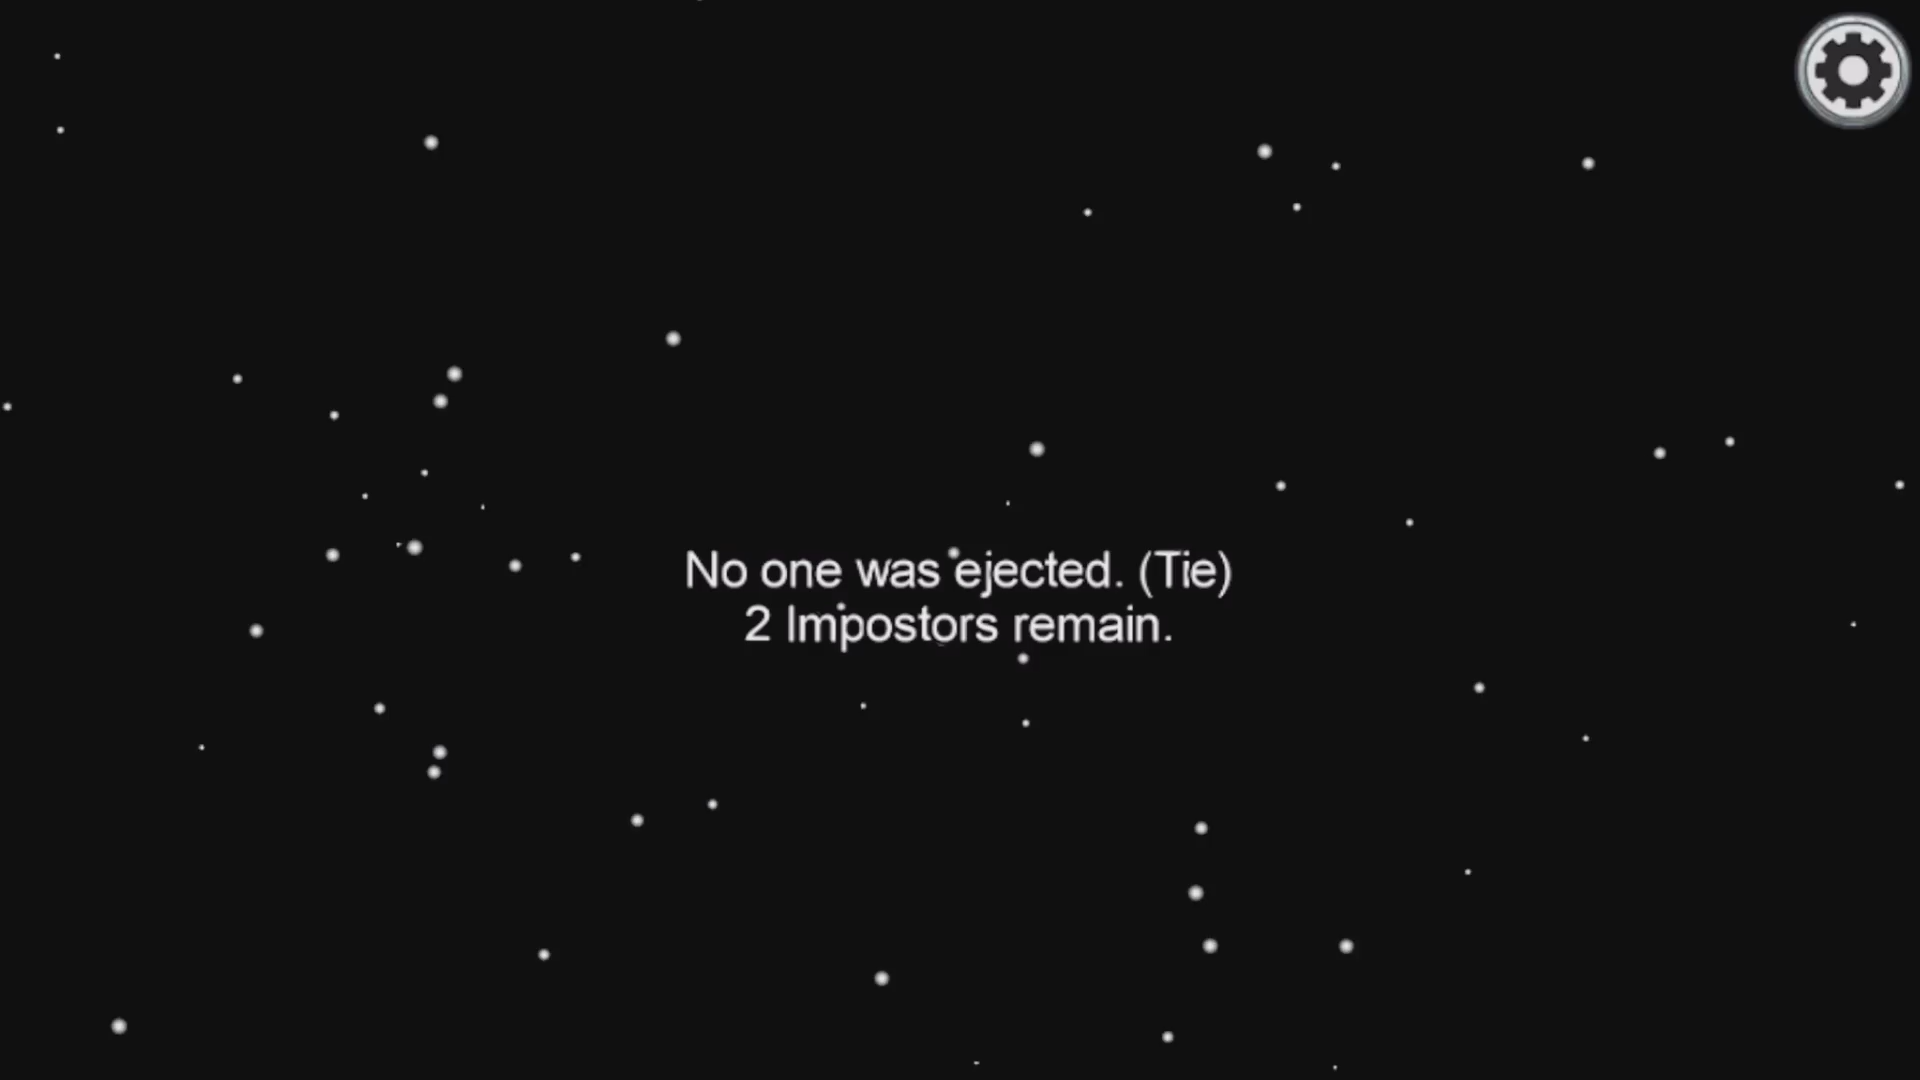 No one was ejected. (Tie)
2 Impostors remain.